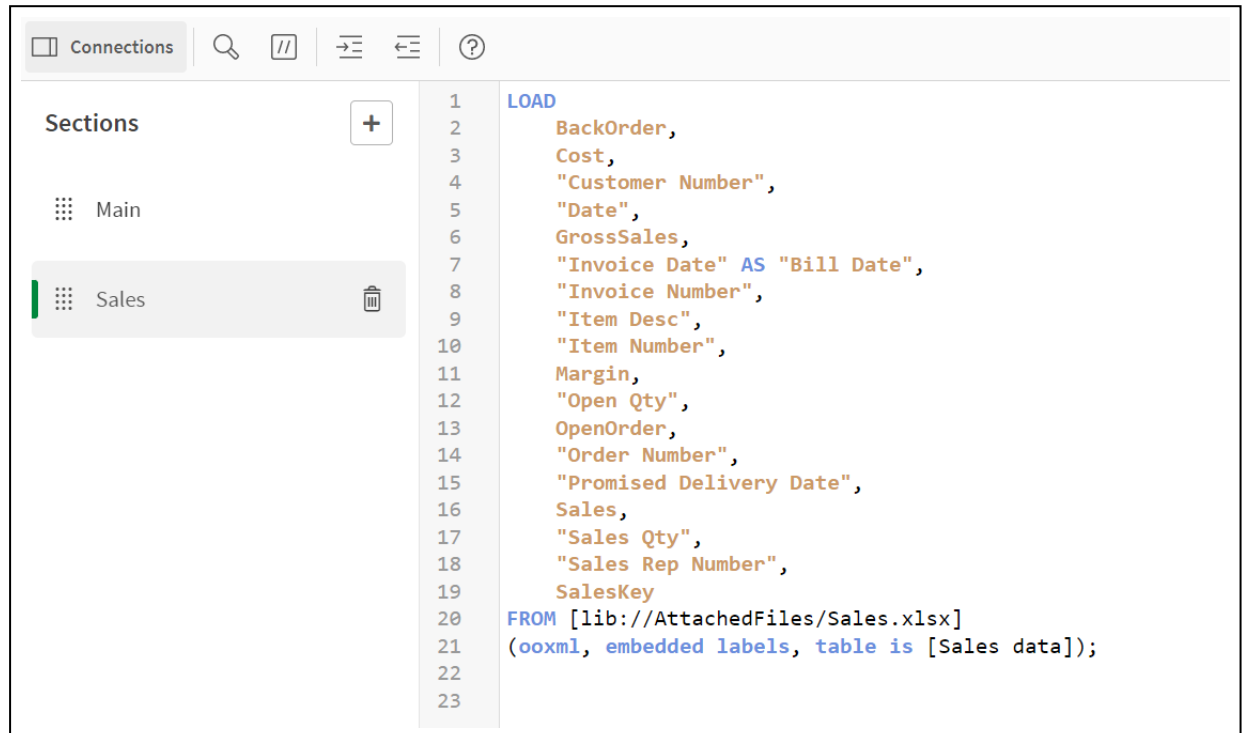 Connections
Sections
+
Main
Sales
1 LOAD
2     BackOrder,
3     Cost,
4     "Customer Number",
5     "Date",
6     GrossSales,
7     "Invoice Date" AS "Bill Date",
8     "Invoice Number",
9     "Item Desc",
10     "Item Number",
11     Margin,
12     "Open Qty",
13     OpenOrder,
14     "Order Number",
15     "Promised Delivery Date",
16     Sales,
17     "Sales Qty",
18     "Sales Rep Number",
19     SalesKey
20 FROM [lib://AttachedFiles/Sales.xlsx]
21 (ooxml, embedded labels, table is [Sales data]);
22
23